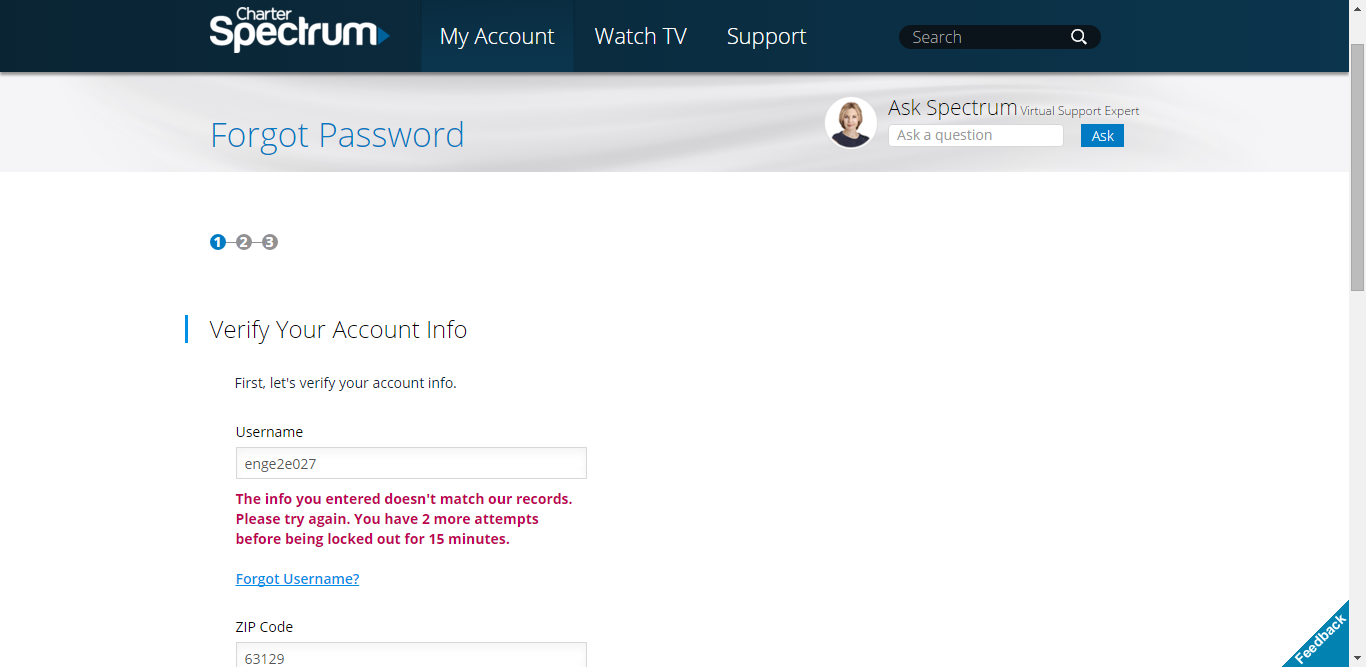 Charter
Spectrum
My Account
Watch TV
Support
Search
Forgot Password
Ask Spectrum Virtual Support Expert
Ask a question
Ask
1 2 3
Verify Your Account Info
First, let's verify your account info.
Username
enge2e027
The info you entered doesn't match our records.
Please try again. You have 2 more attempts
before being locked out for 15 minutes.
Forgot Username?
ZIP Code
63129
Feedback